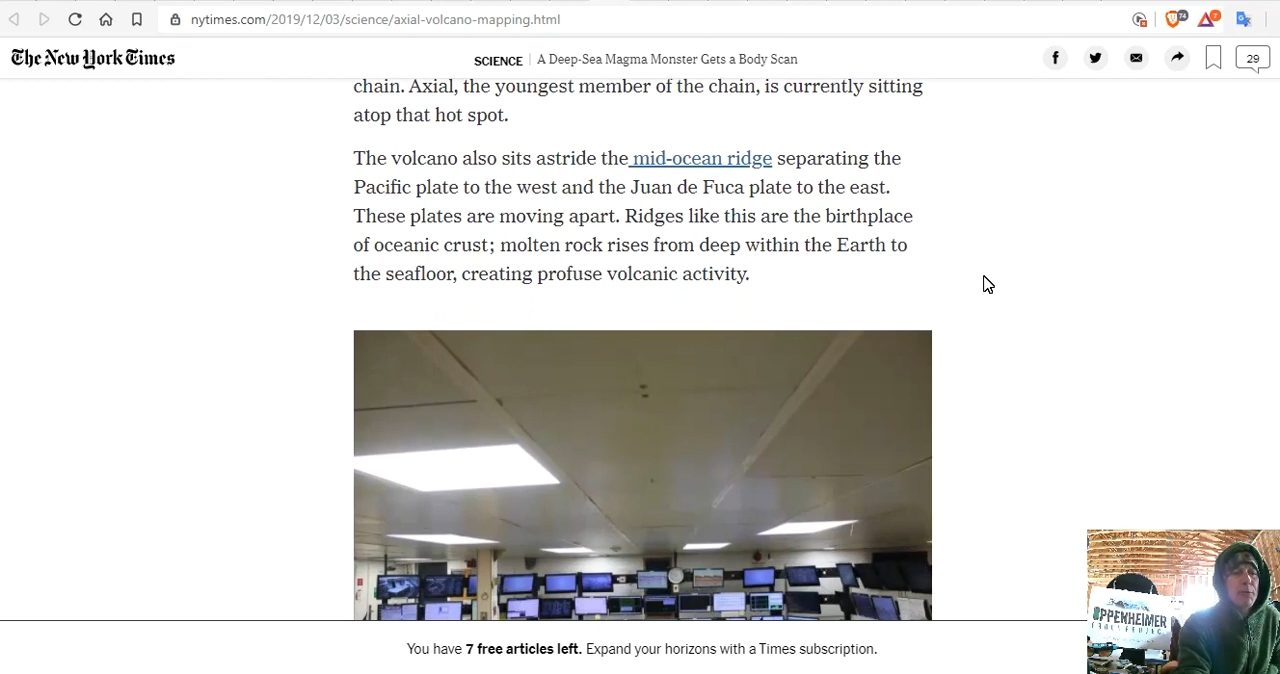 nytimes.com/2019/12/03/science/axial-volcano-mapping.html
74
7
The New York Times
SCIENCE | A Deep-Sea Magma Monster Gets a Body Scan
29
chain. Axial, the youngest member of the chain, is currently sitting
atop that hot spot.
The volcano also sits astride the mid-ocean ridge separating the
Pacific plate to the west and the Juan de Fuca plate to the east.
These plates are moving apart. Ridges like this are the birthplace
of oceanic crust; molten rock rises from deep within the Earth to
the seafloor, creating profuse volcanic activity.
PPENHEIMER
You have 7 free articles left. Expand your horizons with a Times subscription.